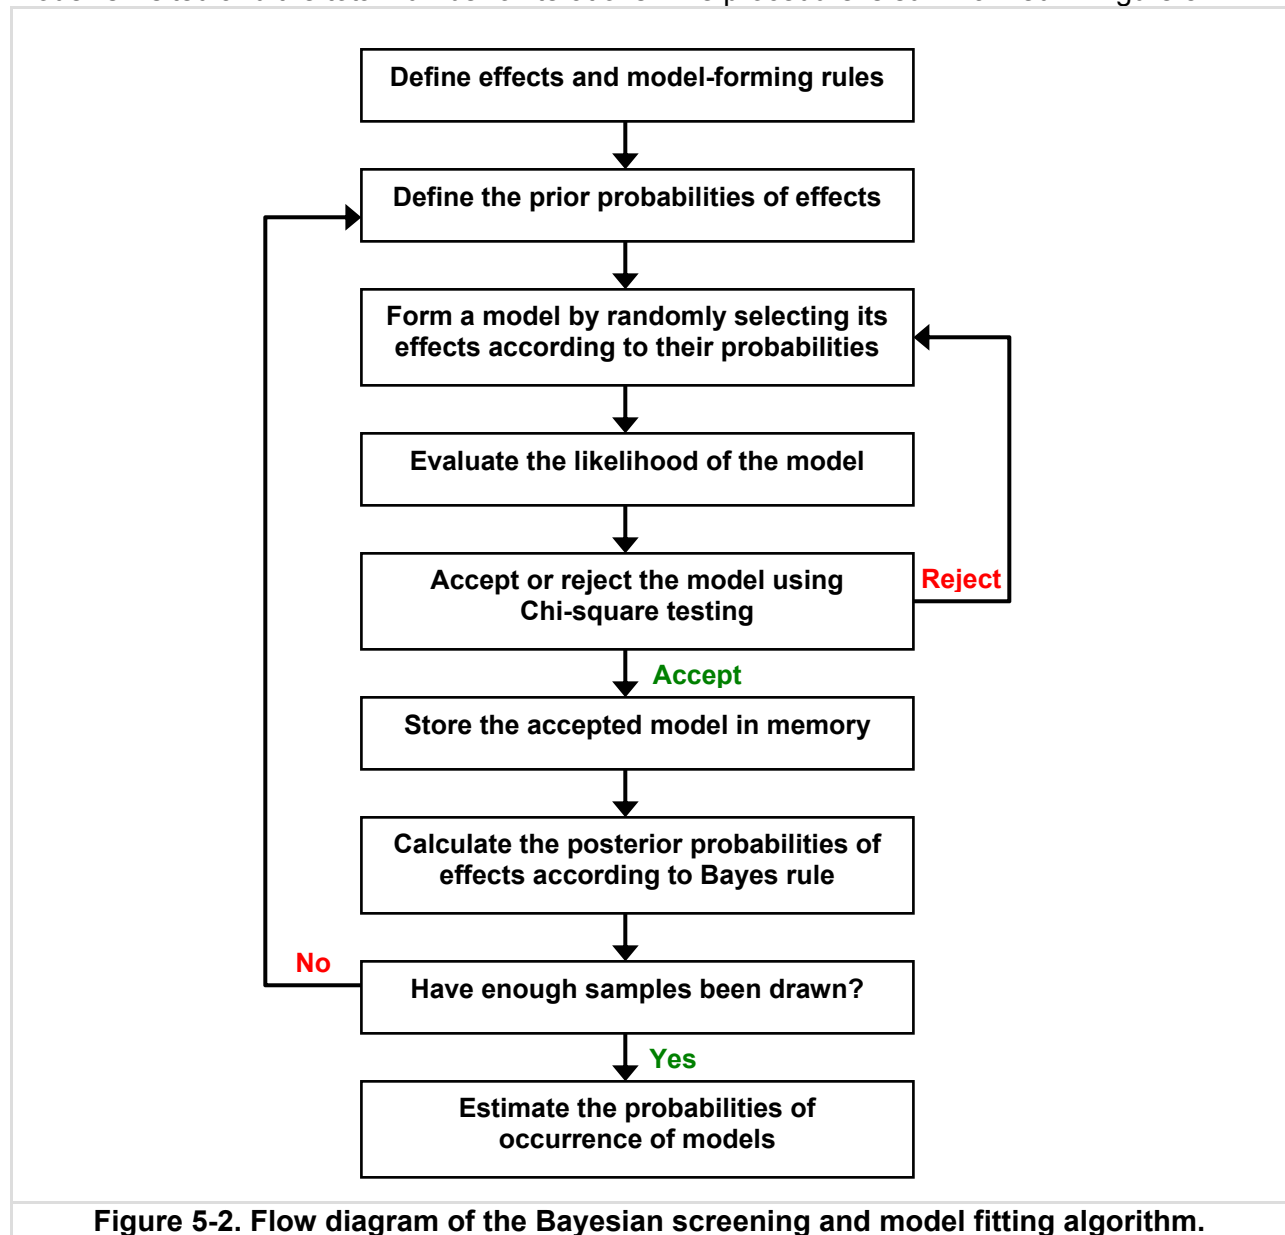 Define effects and model-forming rules
Define the prior probabilities of effects
Form a model by randomly selecting its
effects according to their probabilities
Evaluate the likelihood of the model
Accept or reject the model using
Chi-square testing
Reject
Accept
Store the accepted model in memory
Calculate the posterior probabilities of
effects according to Bayes rule
No
Have enough samples been drawn?
Yes
Estimate the probabilities of
occurrence of models
Figure 5-2. Flow diagram of the Bayesian screening and model fitting algorithm.